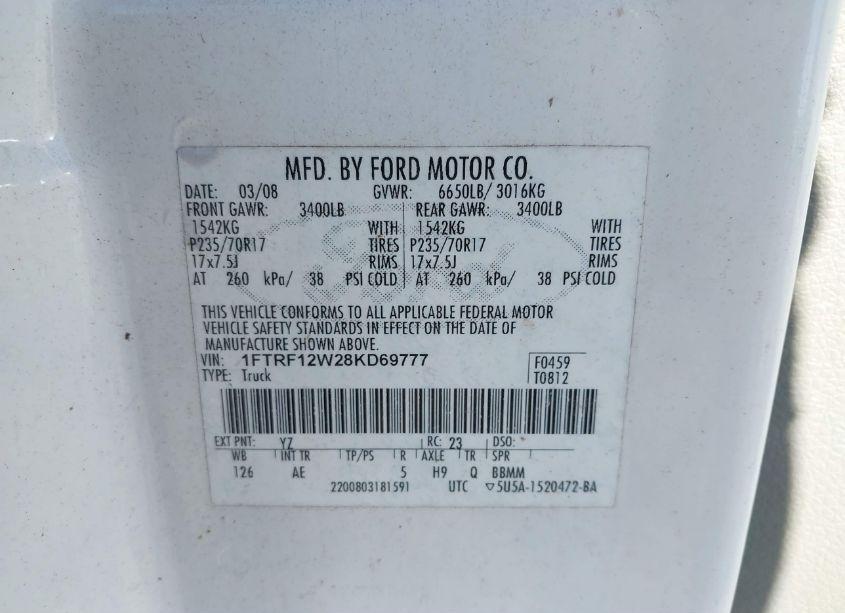 MFD. BY FORD MOTOR CO.
DATE: 03/08 GVWR: 6650LB/ 3016KG
FRONT GAWR: 3400LB REAR GAWR: 3400LB
1542KG WITH 1542KG WITH
P235/70R17 TIRES P235/70R17 TIRES
17x7.5J RIMS 17x7.5J RIMS
AT 260 kPa/ 38 PSI COLD AT 260 kPa/ 38 PSI COLD
THIS VEHICLE CONFORMS TO ALL APPLICABLE FEDERAL MOTOR
VEHICLE SAFETY STANDARDS IN EFFECT ON THE DATE OF
MANUFACTURE SHOWN ABOVE.
VIN: 1FTRF12W28KD69777 F0459
TYPE: Truck T0812
EXT PNT: YZ RC: 23 DSO:
WB INT TR TP/PS R AXLE TR SPR
126 AE 5 H9 Q BBMM
2200803181591 UTC ▽5U5A-1520472-BA